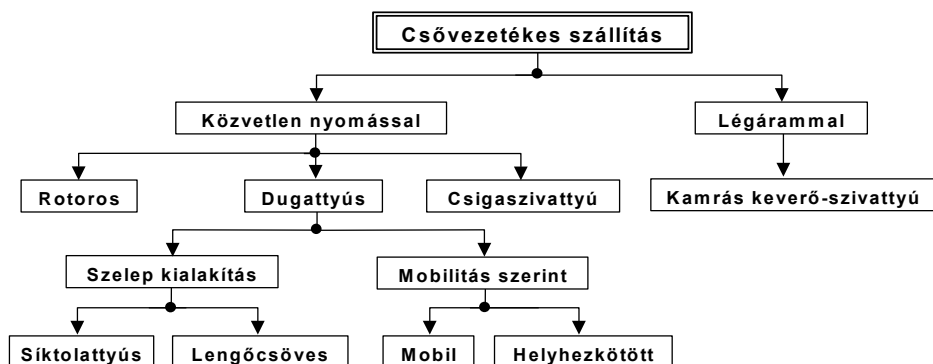 Csővezetékes szállítás
Közvetlen nyomással
Légárammal
Rotoros
Dugattyús
Csigaszivattyú
Kamrás keverő-szivattyú
Szelep kialakítás
Mobilitás szerint
Síktolattyús
Lengőcsöves
Mobil
Helyhezkötött